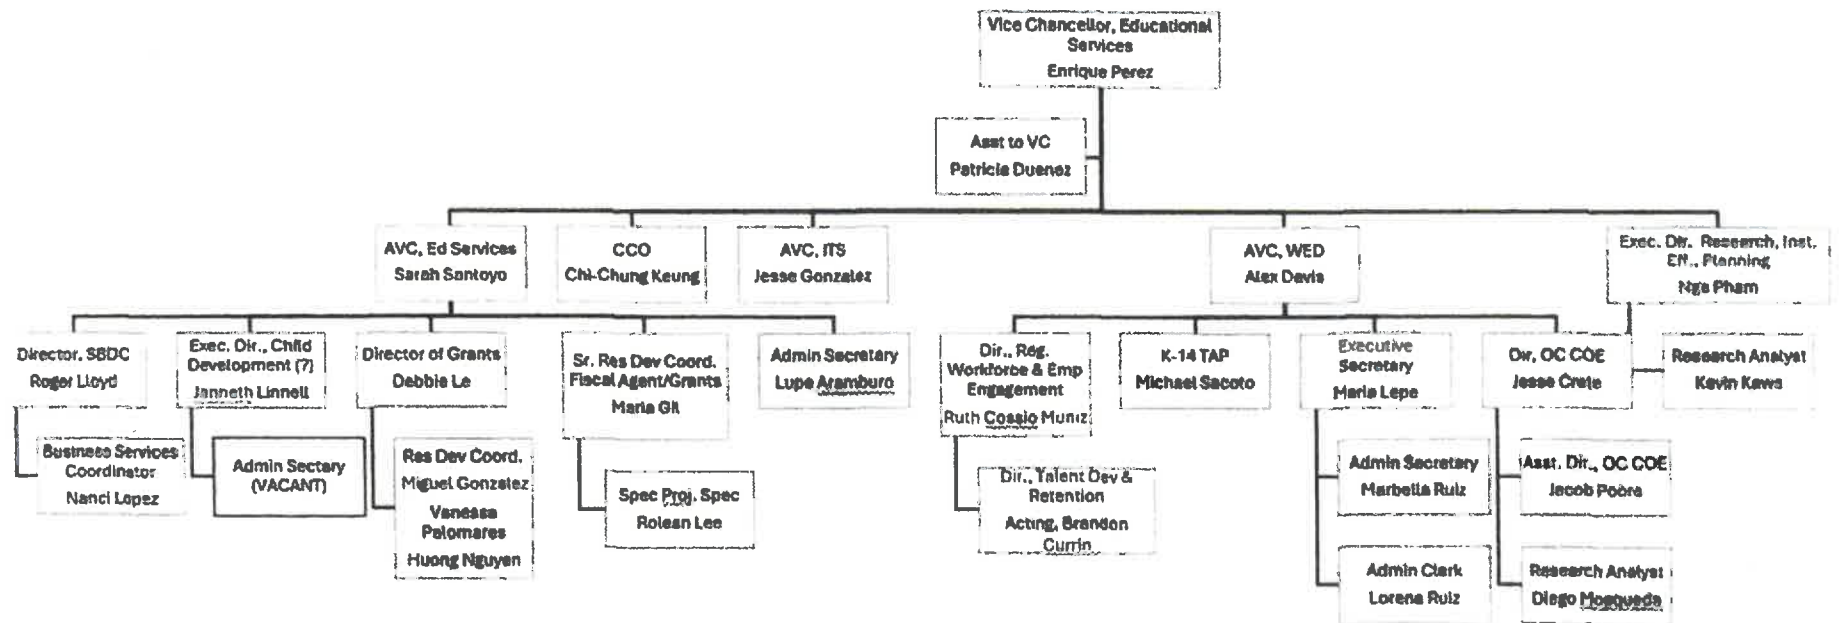 Vice Chancellor, Educational
Services
Enrique Perez
Asst to VC
Patricia Duenez
AVC, Ed Services
Sarah Santoyo
CCO
Chi-Chung Keung
AVC, ITS
Jesse Gonzalez
AVC, WED
Alex Davis
Exec. Dir. Research, Inst.
Eff., Planning
Nga Pham
Director, SBDC
Roger Lloyd
Exec. Dir., Child
Development (?)
Janneth Linnell
Director of Grants
Debbie Le
Sr. Res Dev Coord.
Fiscal Agent/Grants
Maria Gil
Admin Secretary
Lupe Aramburo
Dir., Reg.
Workforce & Emp
Engagement
Ruth Cossio Muniz
K-14 TAP
Michael Sacoto
Executive
Secretary
Maria Lepe
Dir, OC COE
Jesse Crete
Research Analyst
Kevin Kawa
Business Services
Coordinator
Nanci Lopez
Admin Sectary
(VACANT)
Res Dev Coord.
Miguel Gonzalez
Vanessa
Palomares
Huong Nguyen
Spec Proj. Spec
Rolean Lee
Dir., Talent Dev &
Retention
Acting, Brandon
Currin
Admin Secretary
Marbella Ruiz
Asst. Dir., OC COE
Jacob Poore
Admin Clerk
Lorena Ruiz
Research Analyst
Diego Mosqueda